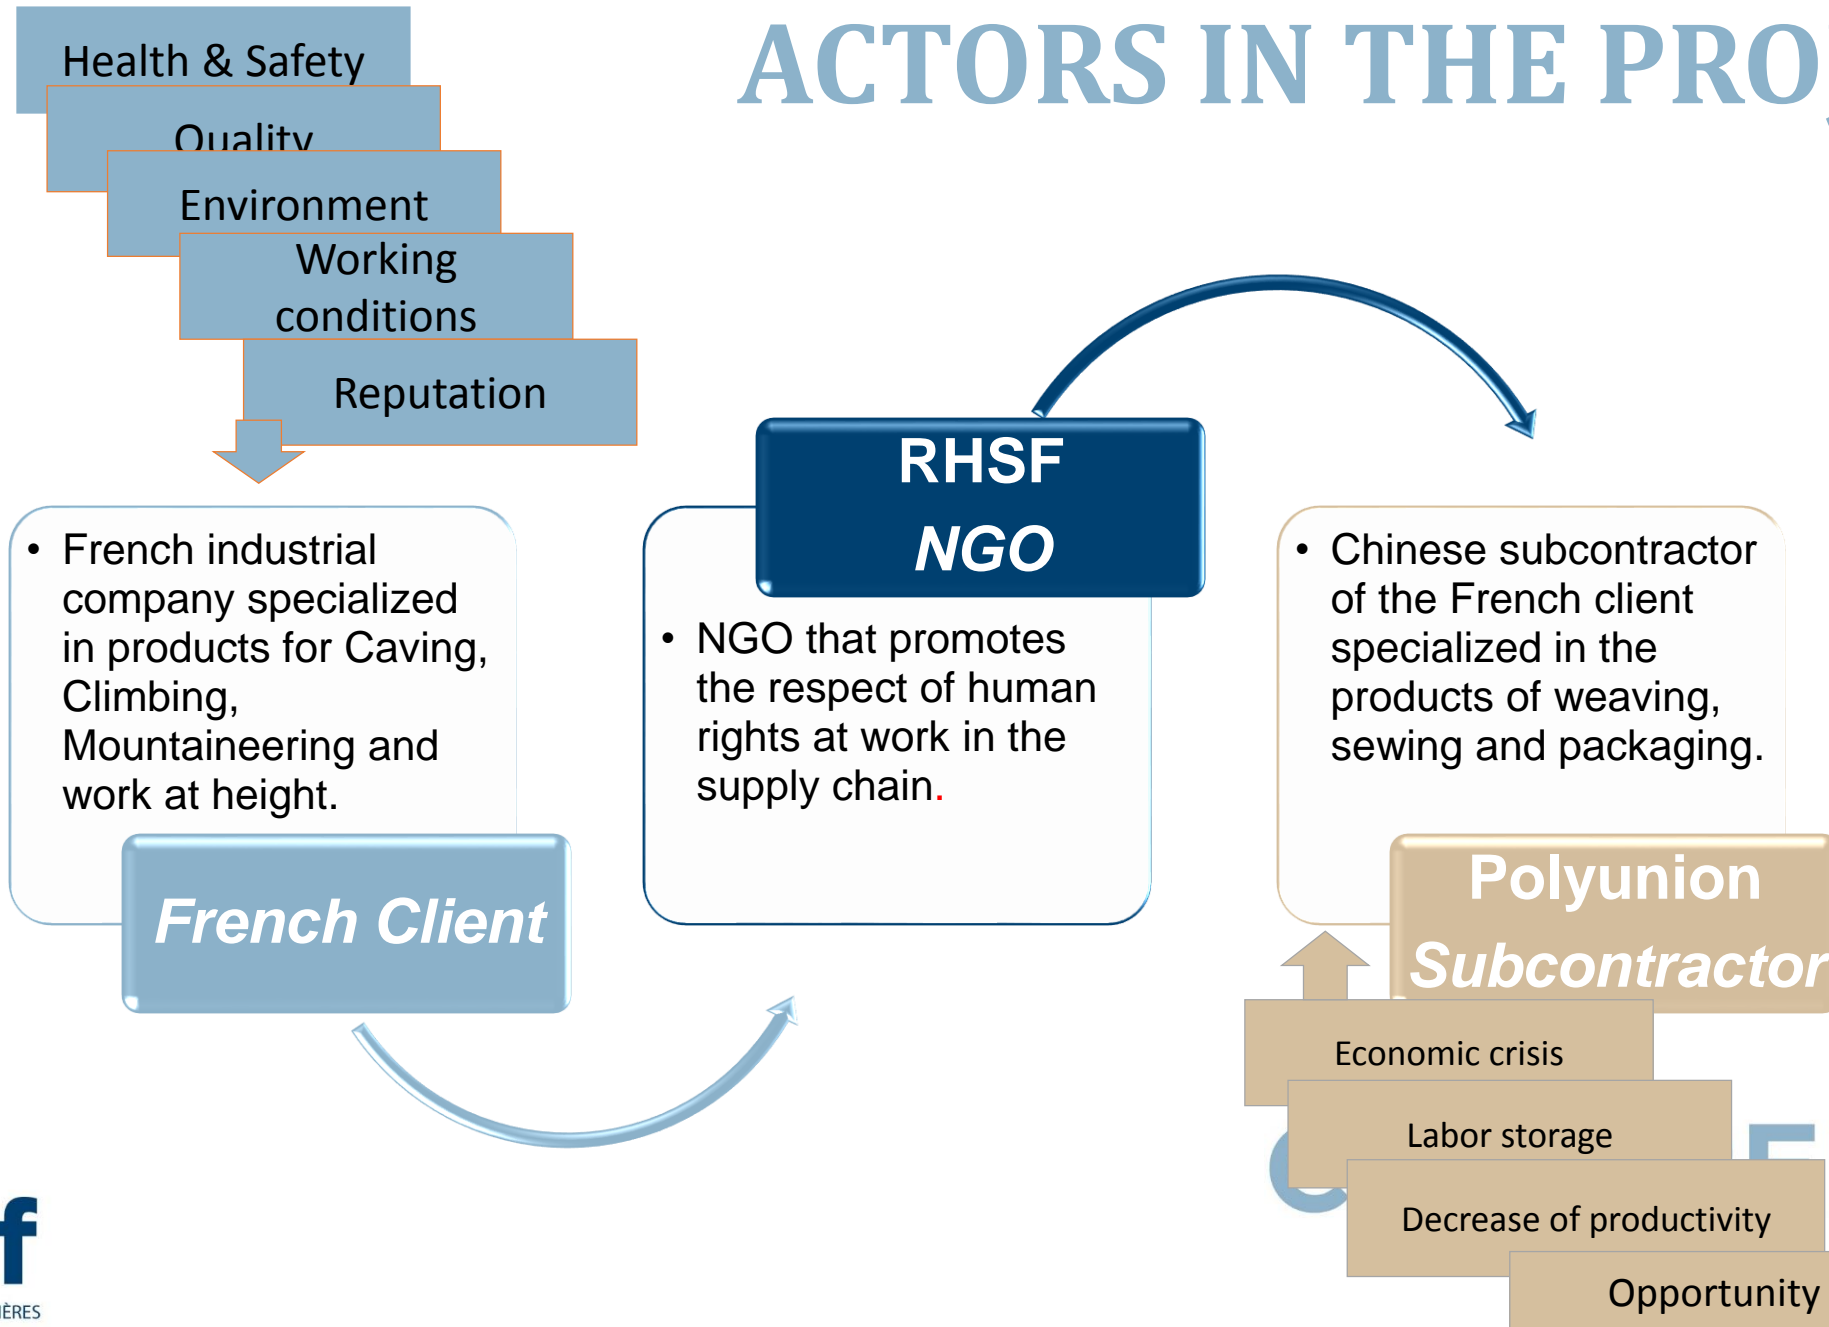 ACTORS IN THE PRO
Health & Safety
Quality
Environment
Working
conditions
Reputation
• French industrial
company specialized
in products for Caving,
Climbing,
Mountaineering and
work at height.
French Client
RHSF
NGO
• NGO that promotes
the respect of human
rights at work in the
supply chain.
• Chinese subcontractor
of the French client
specialized in the
products of weaving,
sewing and packaging.
Polyunion
Subcontractor
Economic crisis
Labor storage
Decrease of productivity
Opportunity
f
IÈRES